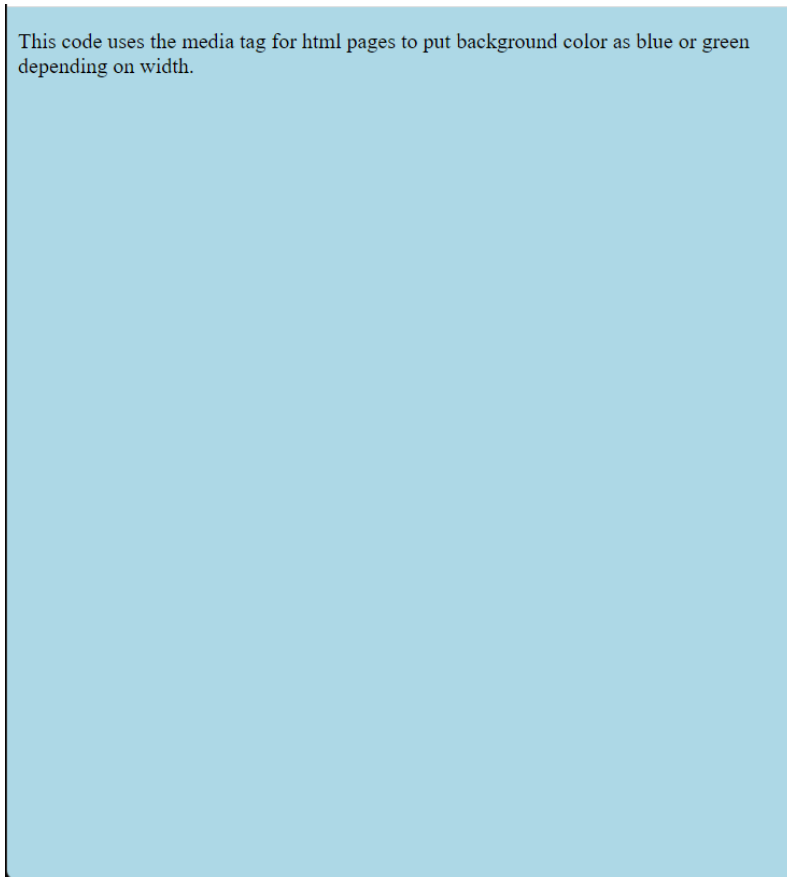 This code uses the media tag for html pages to put background color as blue or green
depending on width.